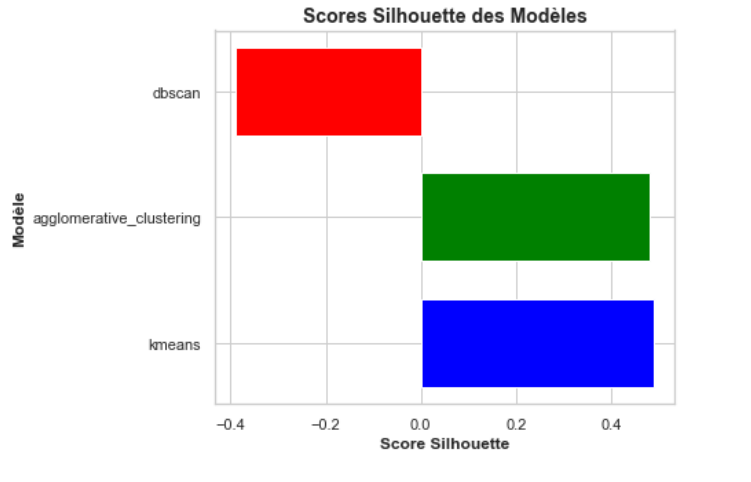 Scores Silhouette des Modèles
dbscan
agglomerative_clustering
kmeans
Modèle
−0.4 −0.2 0.0 0.2 0.4
Score Silhouette